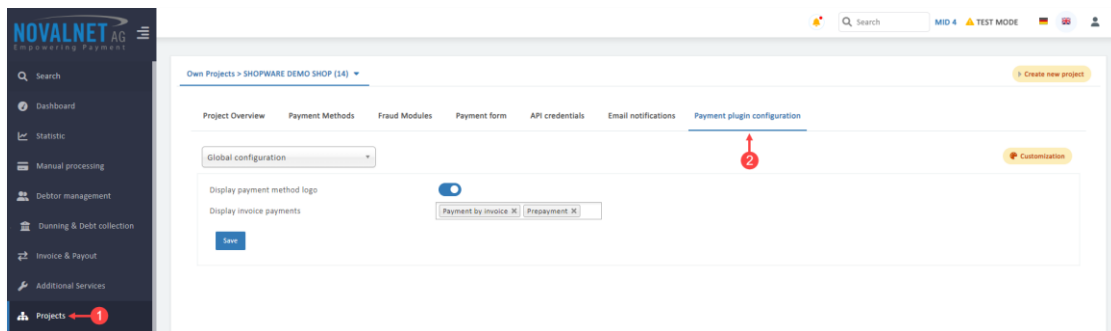 NOVALNET AG
Empowering Payment
Search
MID 4
TEST MODE
Search
Dashboard
Statistic
Manual processing
Debtor management
Dunning & Debt collection
Invoice & Payout
Additional Services
Projects
1
Own Projects > SHOPWARE DEMO SHOP (14)
Create new project
Project Overview
Payment Methods
Fraud Modules
Payment form
API credentials
Email notifications
Payment plugin configuration
2
Global configuration
Customization
Display payment method logo
Display invoice payments
Payment by invoice
Prepayment
Save